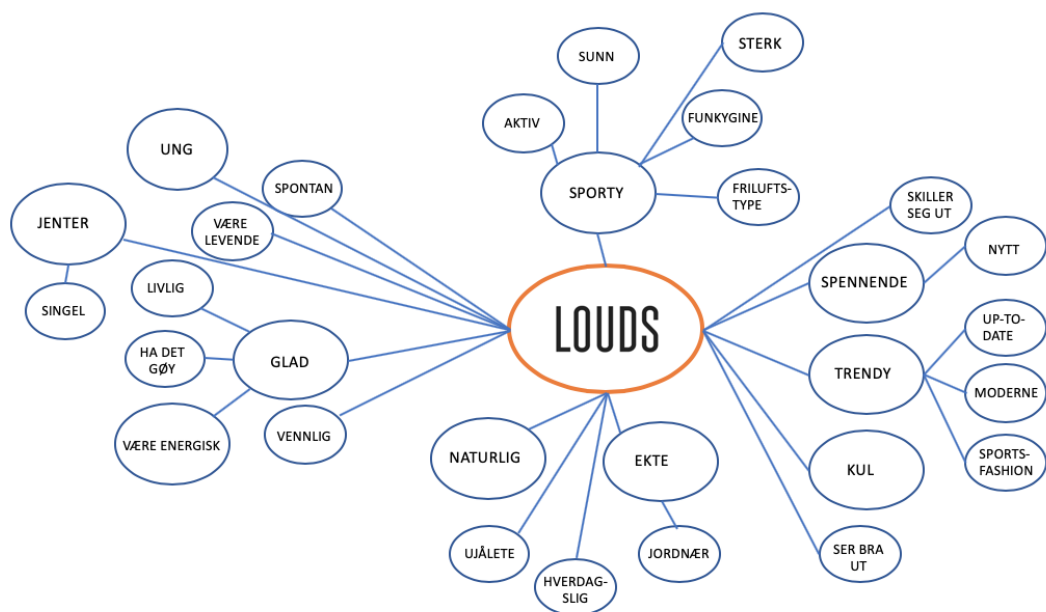 STERK
SUNN
FUNKYGINE
AKTIV
UNG
SPONTAN
SPORTY
FRILUFTS-
TYPE
SKILLER
SEG UT
JENTER
VÆRE
LEVENDE
NYTT
SPENNENDE
LIVLIG
SINGEL
LOUDS
UP-TO-
DATE
HA DET
GØY
GLAD
TRENDY
MODERNE
VÆRE ENERGISK
VENNLIG
NATURLIG
EKTE
KUL
SPORTS-
FASHION
UJÅLETE
JORDNÆR
SER BRA
UT
HVERDAG-
SLIG